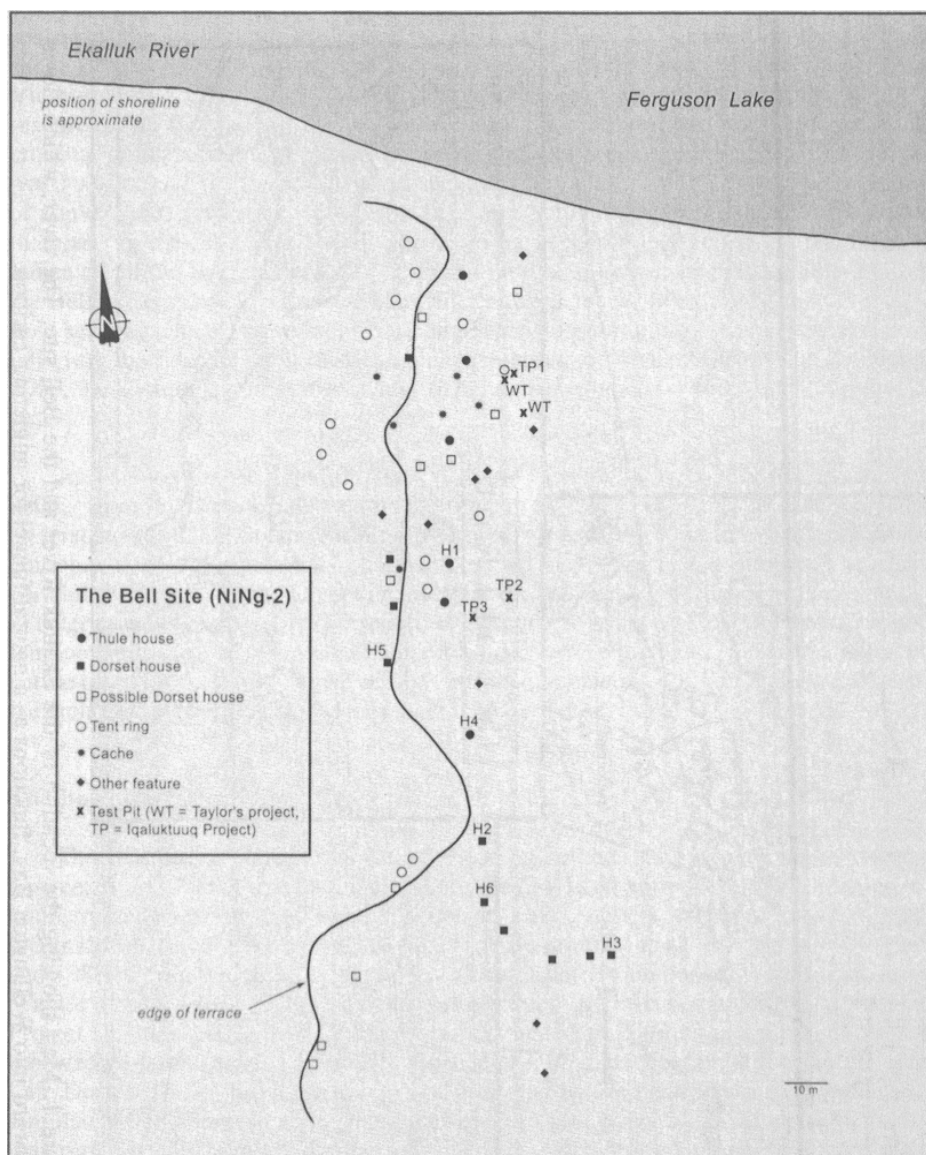 Ekalluk River
Ferguson Lake
position of shoreline
is approximate
N
TP1
WT
WT
H1
TP2
TP3
The Bell Site (NiNg-2)
Thule house
Dorset house
Possible Dorset house
Tent ring
Cache
Other feature
Test Pit (WT = Taylor's project,
TP = Iqaluktuuq Project)
H5
H4
H2
H6
H3
edge of terrace
10 m